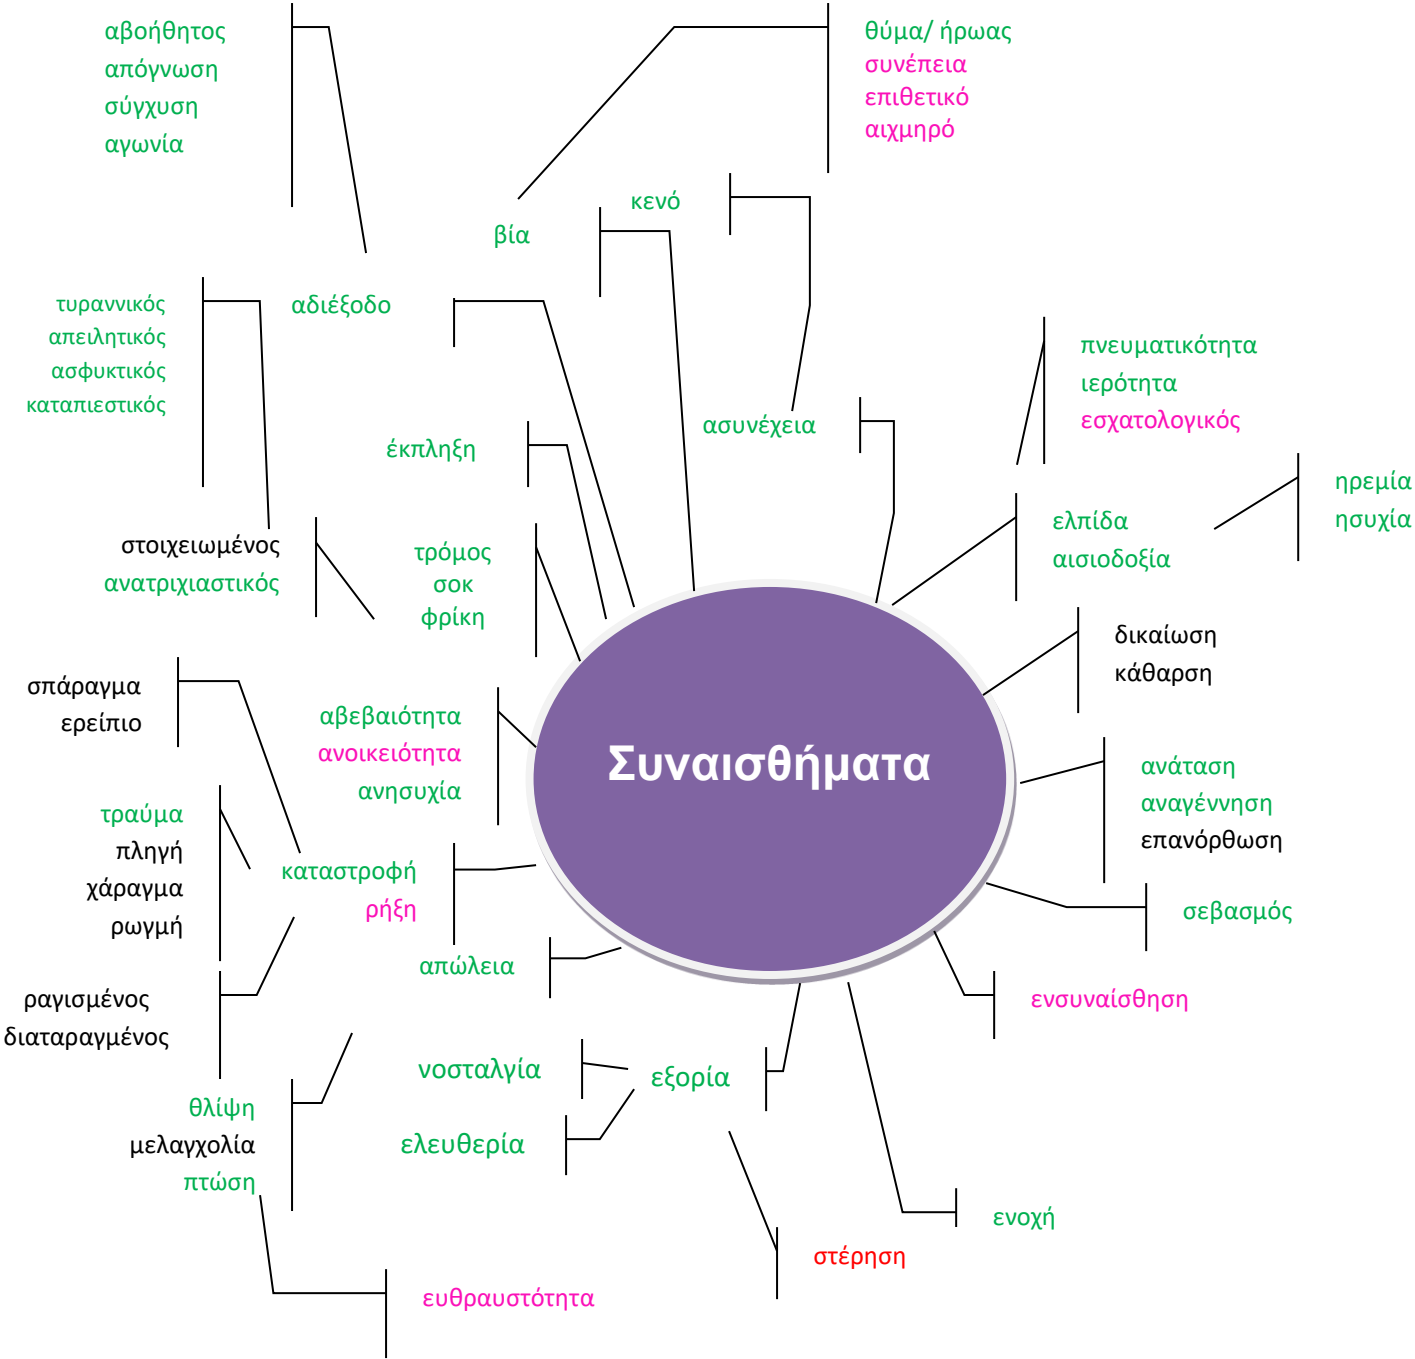 αβοήθητος
απόγνωση
σύγχυση
αγωνία
θύμα/ ήρωας
συνέπεια
επιθετικό
αιχμηρό
κενό
βία
τυραννικός
απειλητικός
ασφυκτικός
καταπιεστικός
αδιέξοδο
πνευματικότητα
ιερότητα
εσχατολογικός
έκπληξη
ασυνέχεια
ηρεμία
ησυχία
ελπίδα
αισιοδοξία
στοιχειωμένος
ανατριχιαστικός
τρόμος
σοκ
φρίκη
δικαίωση
κάθαρση
σπάραγμα
ερείπιο
αβεβαιότητα
ανοικειότητα
ανησυχία
Συναισθήματα
ανάταση
αναγέννηση
επανόρθωση
τραύμα
πληγή
χάραγμα
ρωγμή
καταστροφή
ρήξη
σεβασμός
απώλεια
ραγισμένος
διαταραγμένος
ενσυναίσθηση
νοσταλγία
εξορία
ελευθερία
θλίψη
μελαγχολία
πτώση
ενοχή
στέρηση
ευθραυστότητα